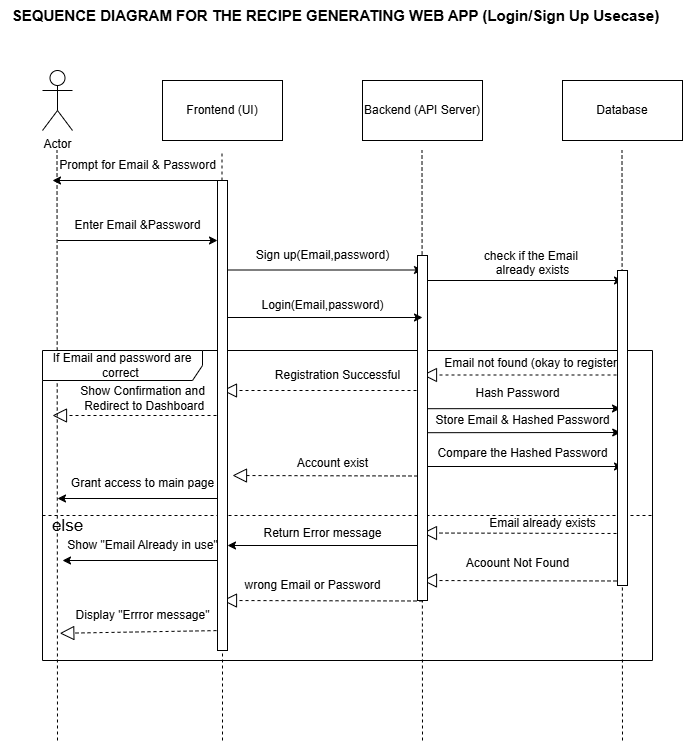 SEQUENCE DIAGRAM FOR THE RECIPE GENERATING WEB APP (Login/Sign Up Usecase)
Actor
Frontend (UI)
Backend (API Server)
Database
Prompt for Email & Password
Enter Email &Password
Sign up(Email,password)
check if the Email
already exists
Login(Email,password)
If Email and password are
correct
Email not found (okay to register
Registration Successful
Show Confirmation and
Redirect to Dashboard
Hash Password
Store Email & Hashed Password
Compare the Hashed Password
Account exist
Grant access to main page
else
Email already exists
Return Error message
Show "Email Already in use"
Acoount Not Found
wrong Email or Password
Display "Errror message"